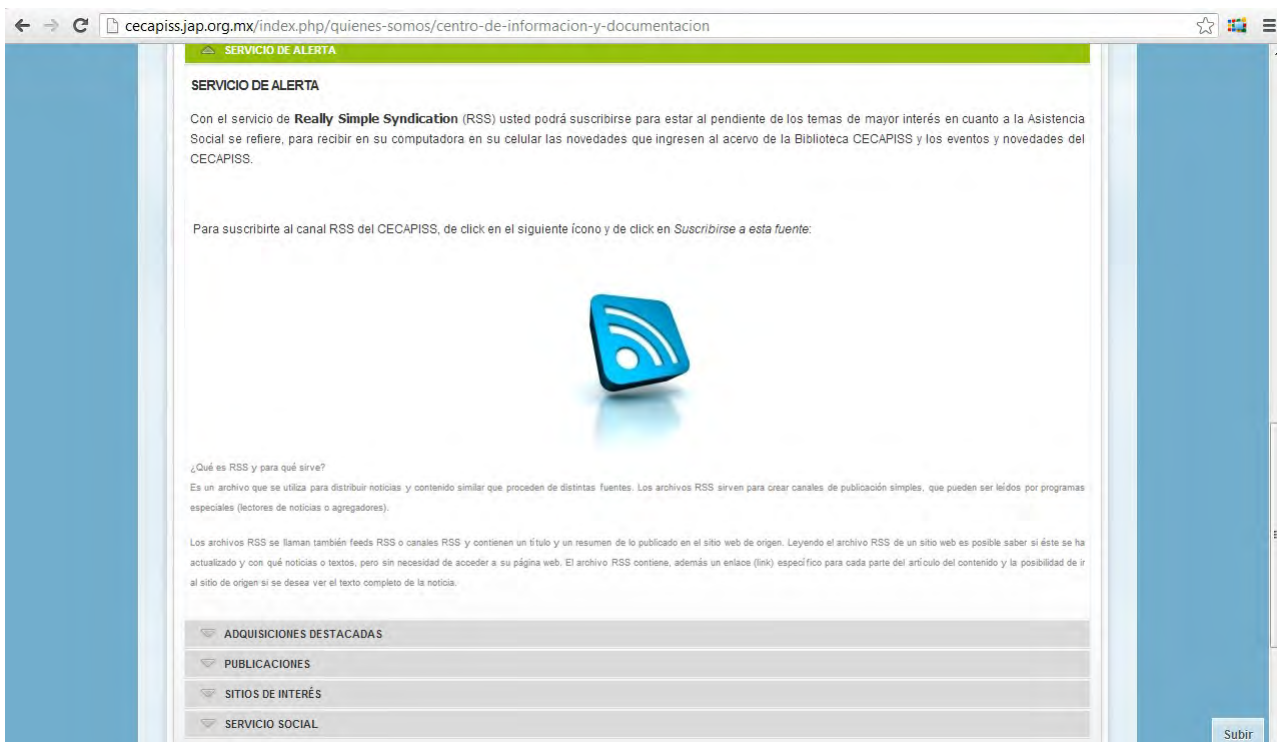 cecapiss.jap.org.mx/index.php/quienes-somos/centro-de-informacion-y-documentacion
SERVICIO DE ALERTA
SERVICIO DE ALERTA
Con el servicio de Really Simple Syndication (RSS) usted podrá suscribirse para estar al pendiente de los temas de mayor interés en cuanto a la Asistencia
Social se refiere, para recibir en su computadora en su celular las novedades que ingresen al acervo de la Biblioteca CECAPISS y los eventos y novedades del
CECAPISS.
Para suscribirte al canal RSS del CECAPISS, de click en el siguiente ícono y de click en Suscribirse a esta fuente:
¿Qué es RSS y para qué sirve?
Es un archivo que se utiliza para distribuir noticias y contenido similar que proceden de distintas fuentes. Los archivos RSS sirven para crear canales de publicación simples, que pueden ser leídos por programas
especiales (lectores de noticias o agregadores).
Los archivos RSS se llaman también feeds RSS o canales RSS y contienen un título y un resumen de lo publicado en el sitio web de origen. Leyendo el archivo RSS de un sitio web es posible saber si éste se ha
actualizado y con qué noticias o textos, pero sin necesidad de acceder a su página web. El archivo RSS contiene, además un enlace (link) específico para cada parte del artículo del contenido y la posibilidad de ir
al sitio de origen si se desea ver el texto completo de la noticia.
ADQUISICIONES DESTACADAS
PUBLICACIONES
SITIOS DE INTERÉS
SERVICIO SOCIAL
Subir